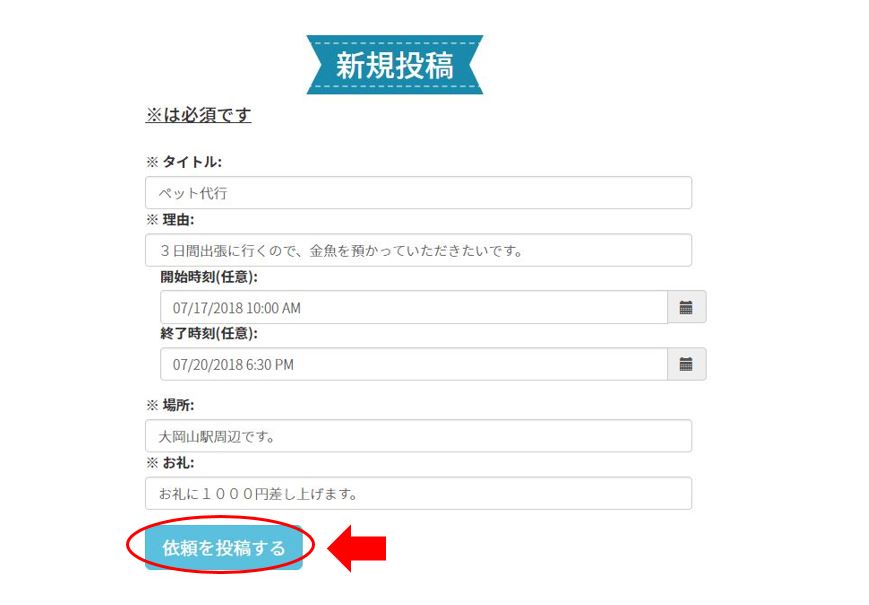 新規投稿
※は必須です
※ タイトル:
ペット代行
※ 理由:
３日間出張に行くので、金魚を預かっていただきたいです。
開始時刻(任意):
07/17/2018 10:00 AM
終了時刻(任意):
07/20/2018 6:30 PM
※ 場所:
大岡山駅周辺です。
※ お礼:
お礼に１０００円差し上げます。
依頼を投稿する